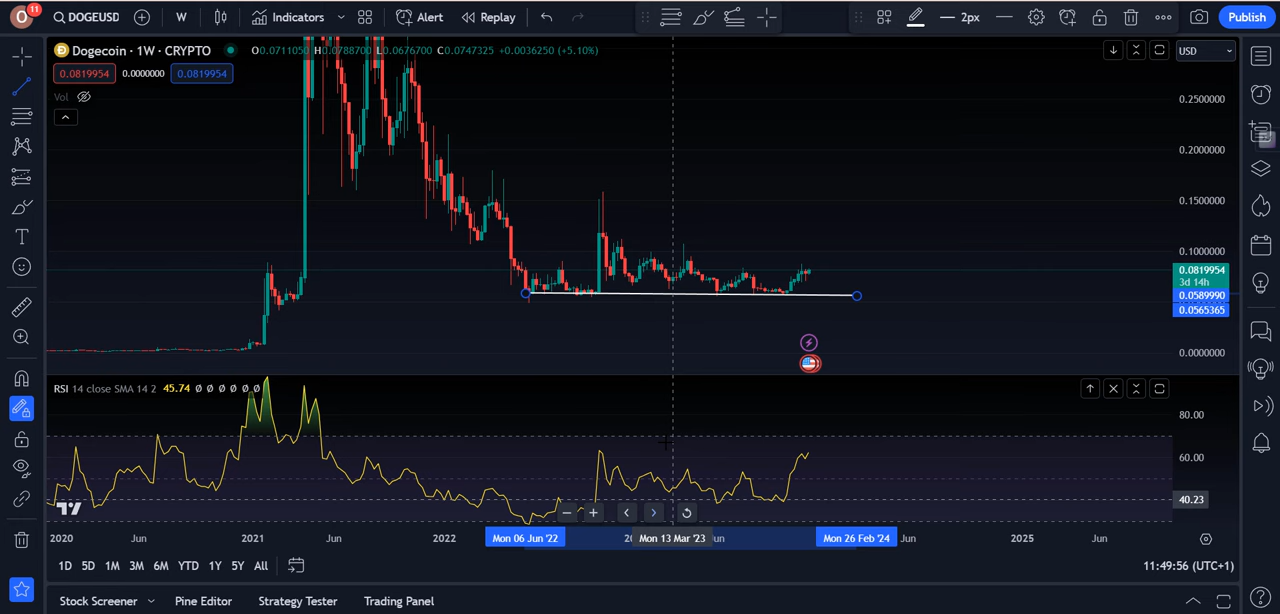 O 11 DOGEUSD W Indicators Alert Replay 2px Publish
Dogecoin · 1W · CRYPTO O0.0711050 H0.0788700 L0.0676700 C0.0747325 +0.0036250 (+5.10%) USD
0.0819954 0.0000000 0.0819954
Vol
0.2500000
0.2000000
0.1500000
0.1000000
0.0819954
3d 14h
0.0589990
0.0565365
0.0000000
RSI 14 close SMA 14 2 45.74 Ø Ø Ø Ø Ø Ø
80.00
60.00
40.23
2020 Jun 2021 Jun 2022 Mon 06 Jun '22 Mon 13 Mar '23 Mon 26 Feb '24 Jun 2025 Jun
1D 5D 1M 3M 6M YTD 1Y 5Y All 11:49:56 (UTC+1)
Stock Screener Pine Editor Strategy Tester Trading Panel